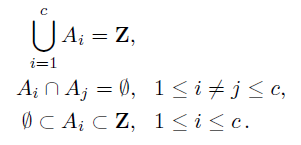 ⋃_{i=1}^{c} A_i = Z,
A_i ∩ A_j = ∅, 1 ≤ i ≠ j ≤ c,
∅ ⊂ A_i ⊂ Z, 1 ≤ i ≤ c.